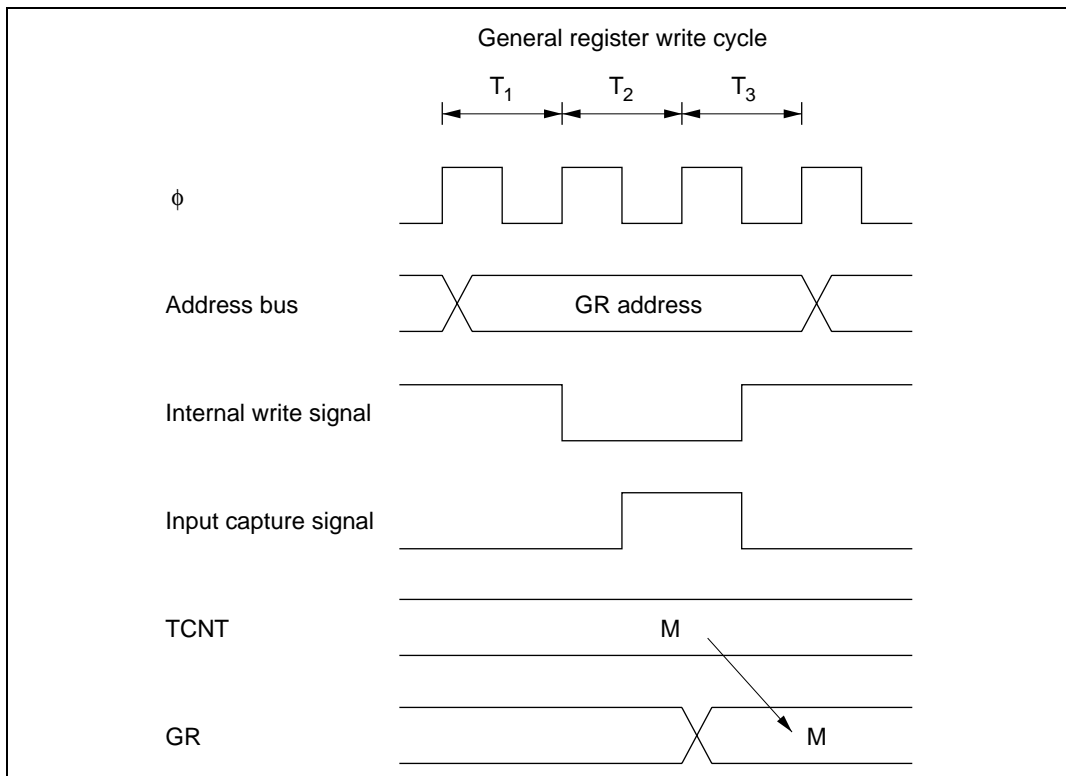 General register write cycle
T1 T2 T3
φ
Address bus GR address
Internal write signal
Input capture signal
TCNT M
GR M